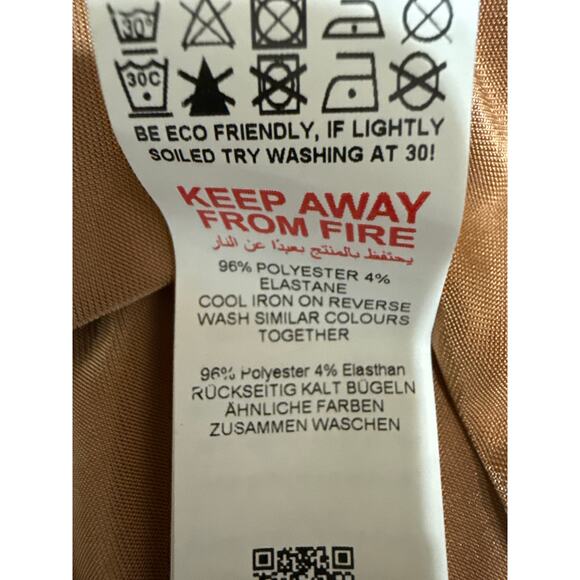 30°
30C
BE ECO FRIENDLY, IF LIGHTLY
SOILED TRY WASHING AT 30!
KEEP AWAY
FROM FIRE
يحتفظ بالمنتج بعيدًا عن النار
96% POLYESTER 4%
ELASTANE
COOL IRON ON REVERSE
WASH SIMILAR COLOURS
TOGETHER
96% Polyester 4% Elasthan
RÜCKSEITIG KALT BÜGELN
ÄHNLICHE FARBEN
ZUSAMMEN WASCHEN